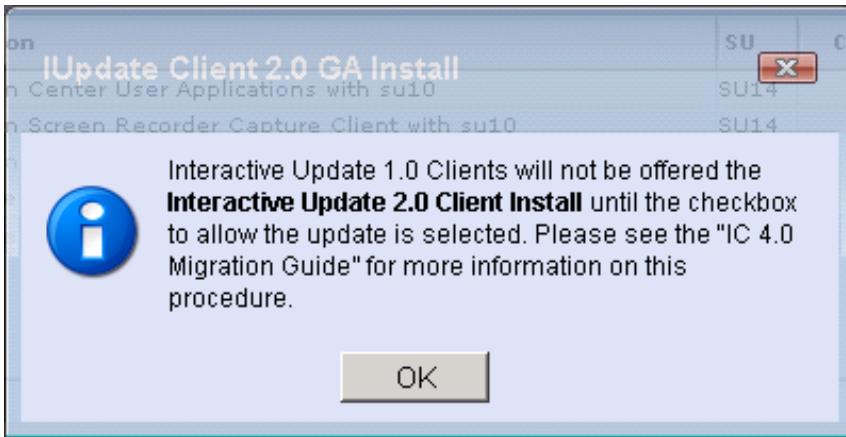 on SU C
IUpdate Client 2.0 GA Install
n Center User Applications with su10 SU14
n Screen Recorder Capture Client with su10 SU14
Interactive Update 1.0 Clients will not be offered the
Interactive Update 2.0 Client Install until the checkbox
to allow the update is selected. Please see the "IC 4.0
Migration Guide" for more information on this
procedure.
OK